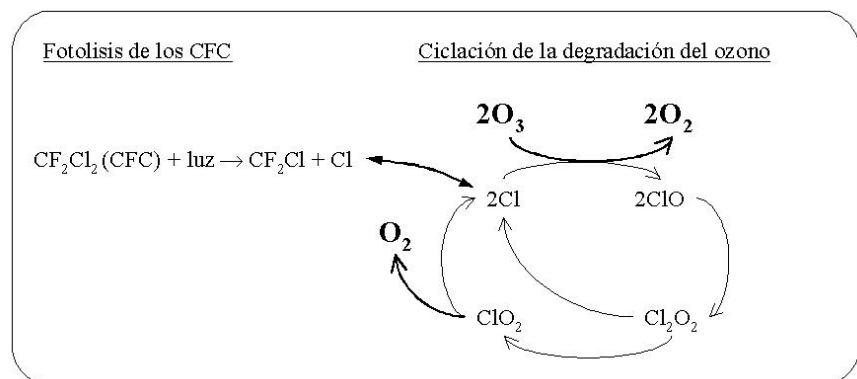 Fotolisis de los CFC
Ciclación de la degradación del ozono
2O₃
2O₂
CF₂Cl₂ (CFC) + luz → CF₂Cl + Cl
2Cl
2ClO
O₂
ClO₂
Cl₂O₂